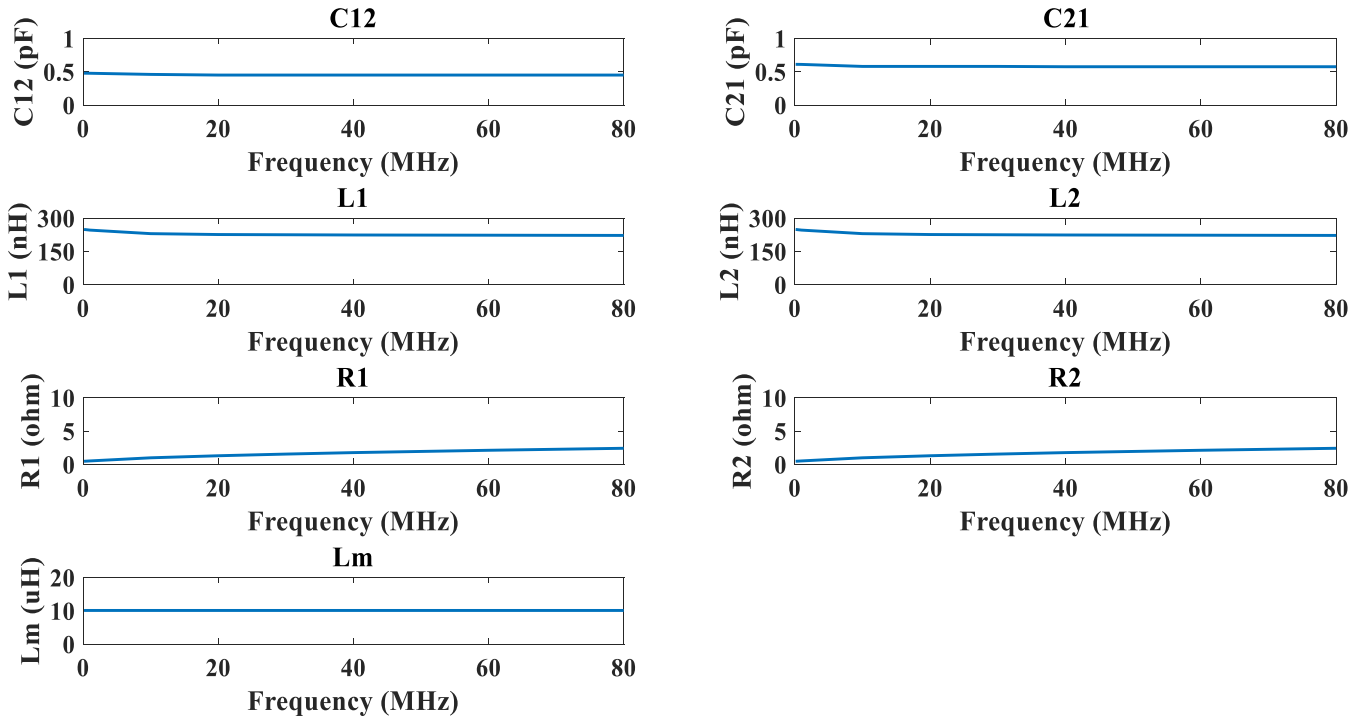 C12
C12 (pF)
1
0.5
0
0 20 40 60 80
Frequency (MHz)
C21
C21 (pF)
1
0.5
0
0 20 40 60 80
Frequency (MHz)
L1
L1 (nH)
300
150
0
0 20 40 60 80
Frequency (MHz)
L2
L2 (nH)
300
150
0
0 20 40 60 80
Frequency (MHz)
R1
R1 (ohm)
10
5
0
0 20 40 60 80
Frequency (MHz)
R2
R2 (ohm)
10
5
0
0 20 40 60 80
Frequency (MHz)
Lm
Lm (uH)
20
10
0
0 20 40 60 80
Frequency (MHz)